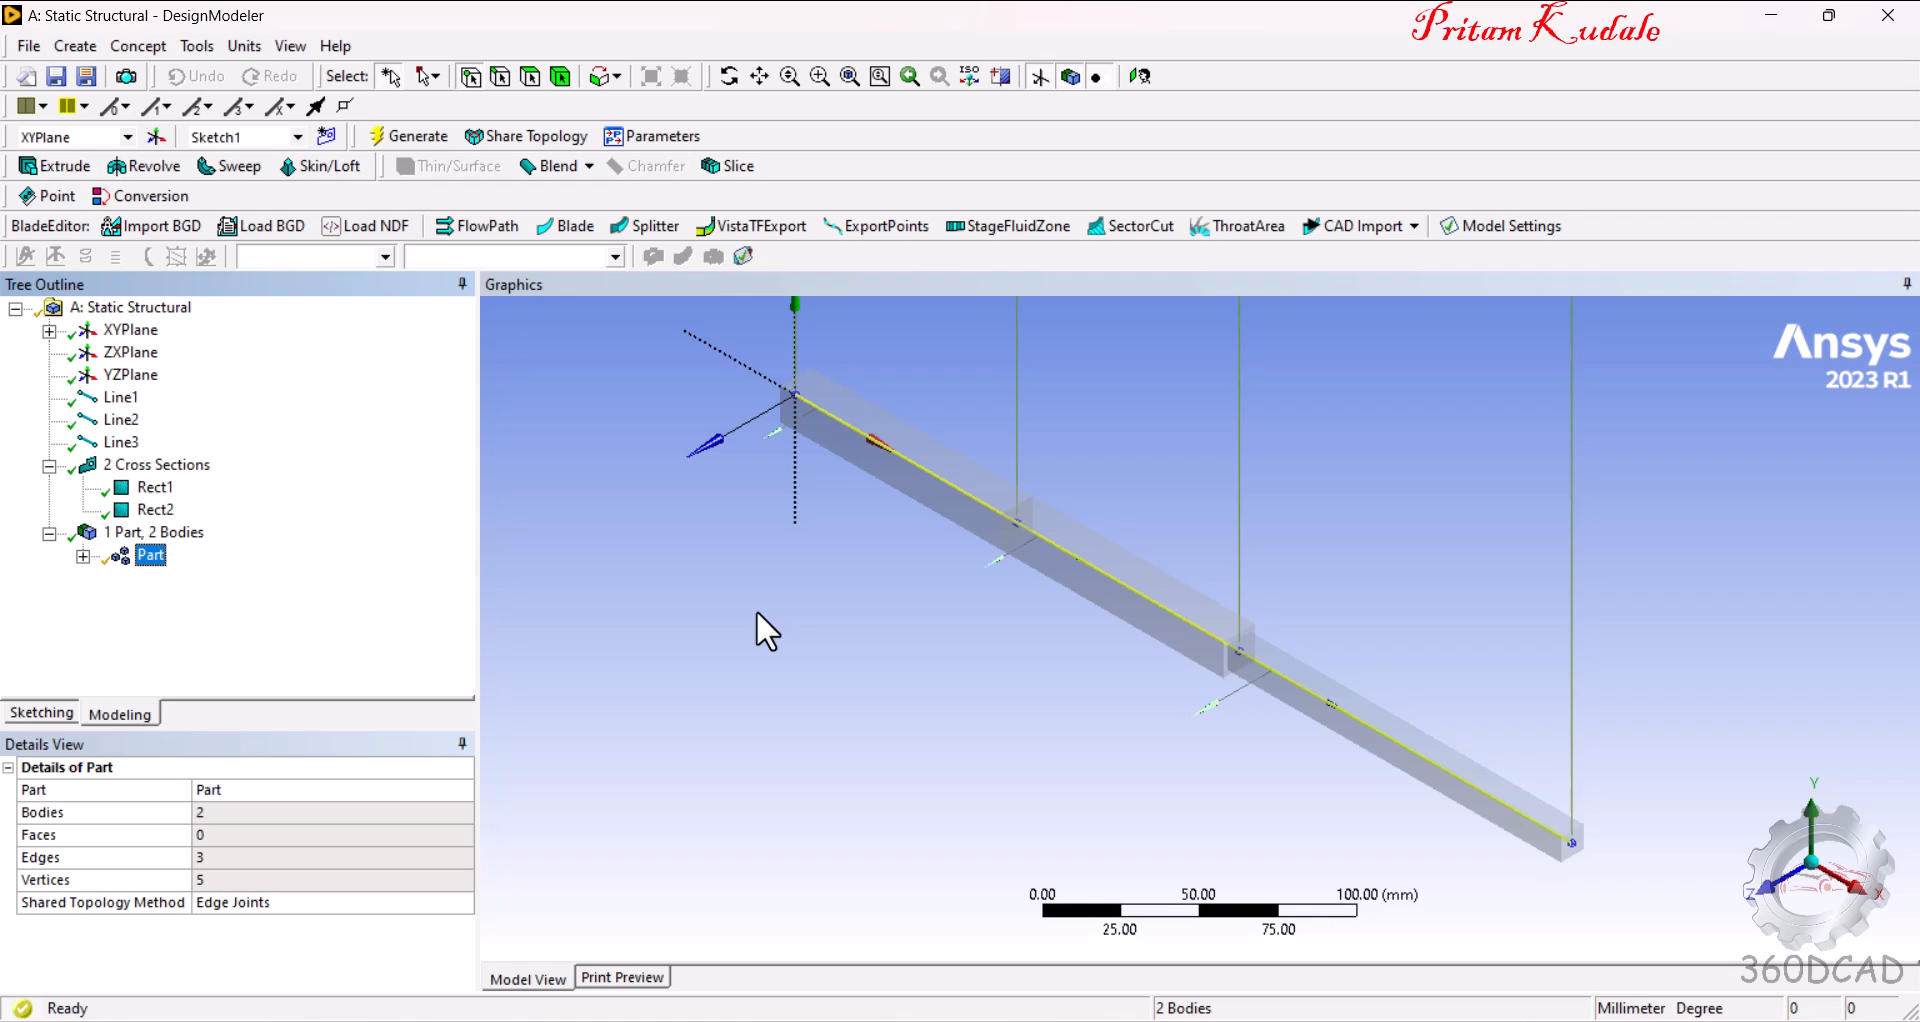 A: Static Structural - DesignModeler
Pritam Kudale
File Create Concept Tools Units View Help
Undo Redo Select: ISO
XYPlane Sketch1 Generate Share Topology Parameters
Extrude Revolve Sweep Skin/Loft Thin/Surface Blend Chamfer Slice
Point Conversion
BladeEditor: Import BGD Load BGD Load NDF FlowPath Blade Splitter VistaTFExport ExportPoints StageFluidZone SectorCut ThroatArea CAD Import Model Settings
Tree Outline
Graphics
A: Static Structural
XYPlane
ZXPlane
YZPlane
Line1
Line2
Line3
2 Cross Sections
Rect1
Rect2
1 Part, 2 Bodies
Part
Ansys
2023 R1
Sketching Modeling
Details View
Details of Part
Part Part
Bodies 2
Faces 0
Edges 3
Vertices 5
Shared Topology Method Edge Joints
0.00 50.00 100.00 (mm)
25.00 75.00
Y
Z X
360DCAD
Model View Print Preview
Ready 2 Bodies Millimeter Degree 0 0